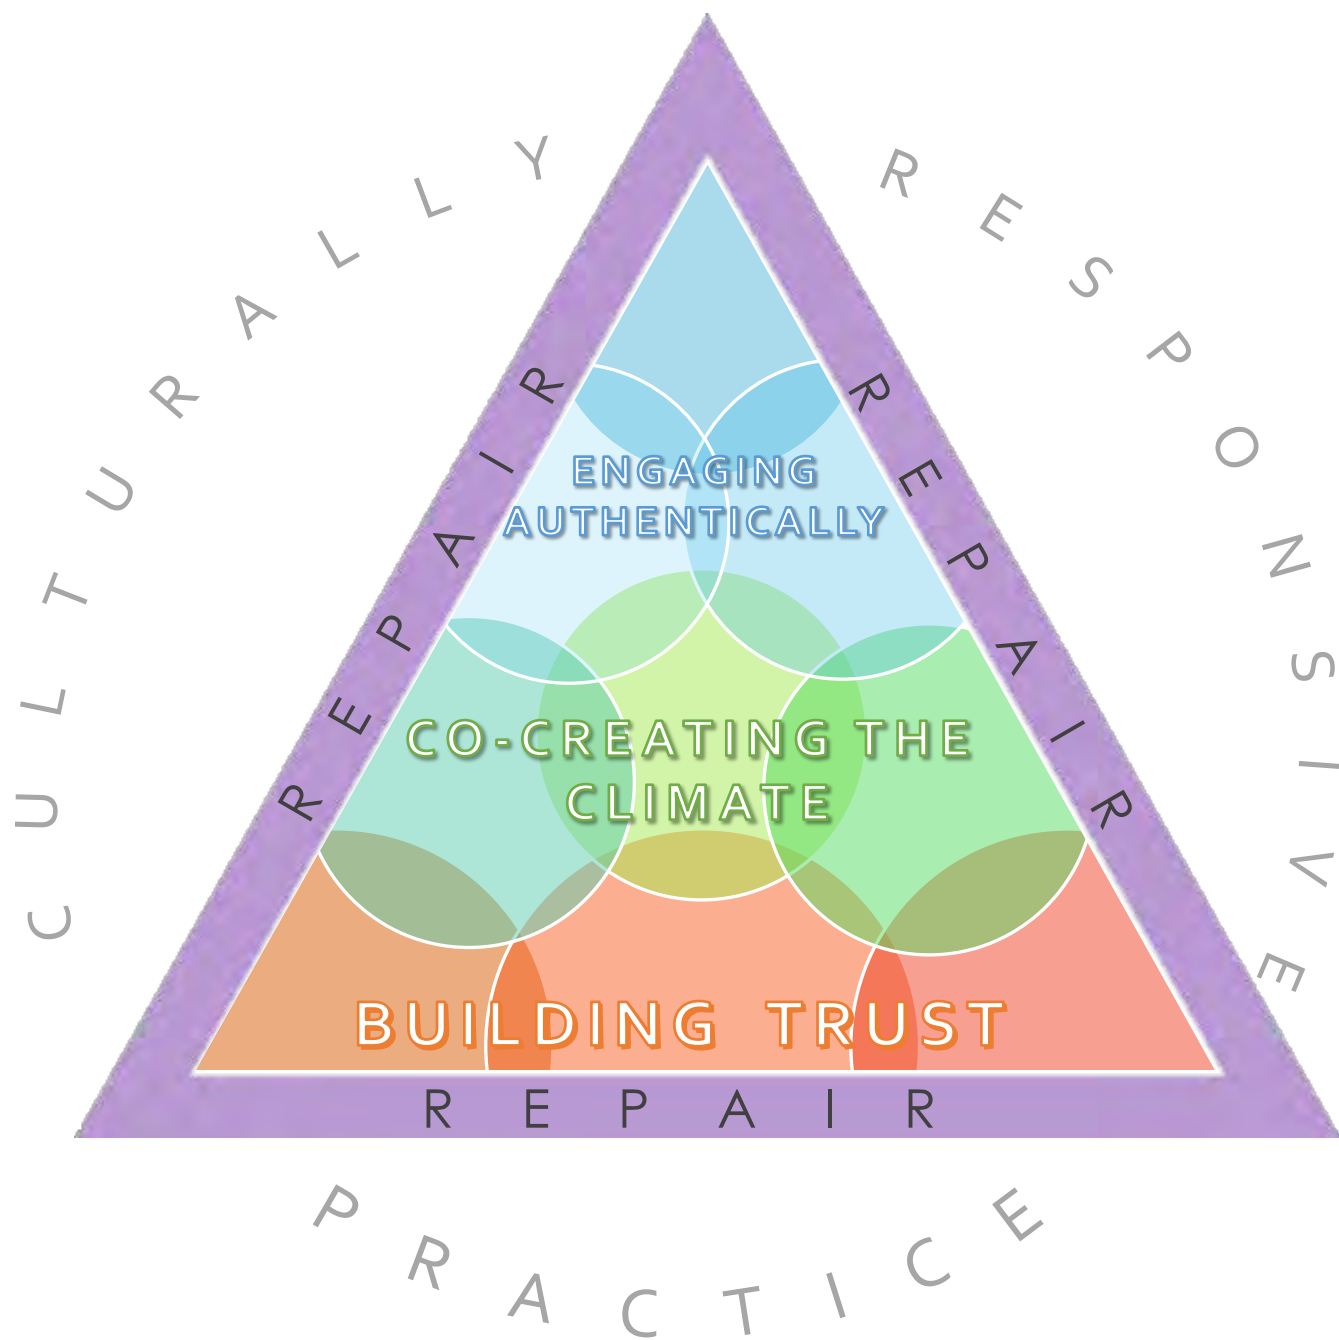 CULTURALLY
RESPONSIVE
REPAIR
REPAIR
ENGAGING
AUTHENTICALLY
CO-CREATING THE
CLIMATE
BUILDING TRUST
REPAIR
PRACTICE